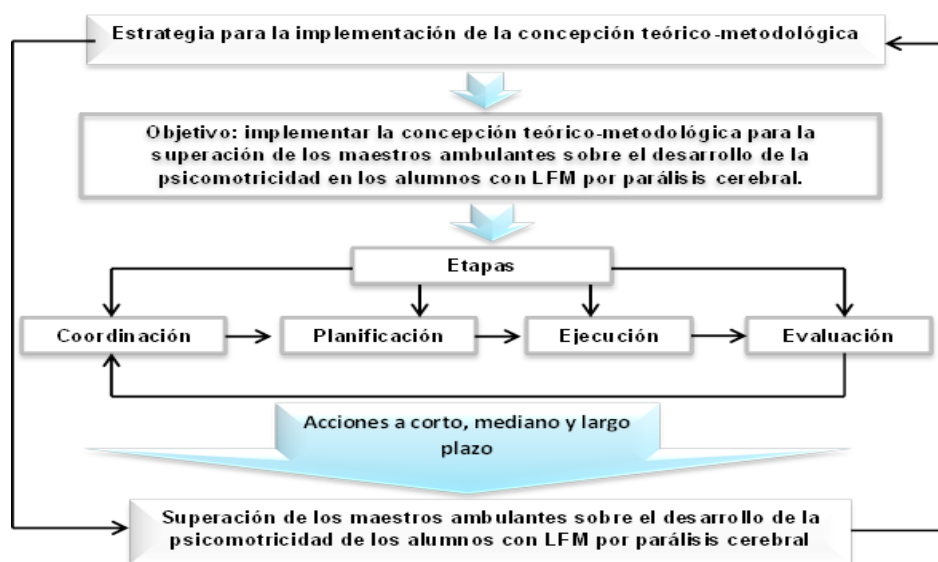 Estrategia para la implementación de la concepción teórico-metodológica
Objetivo: implementar la concepción teórico-metodológica para la
superación de los maestros ambulantes sobre el desarrollo de la
psicomotricidad en los alumnos con LFM por parálisis cerebral.
Etapas
Coordinación
Planificación
Ejecución
Evaluación
Acciones a corto, mediano y largo
plazo
Superación de los maestros ambulantes sobre el desarrollo de la
psicomotricidad de los alumnos con LFM por parálisis cerebral